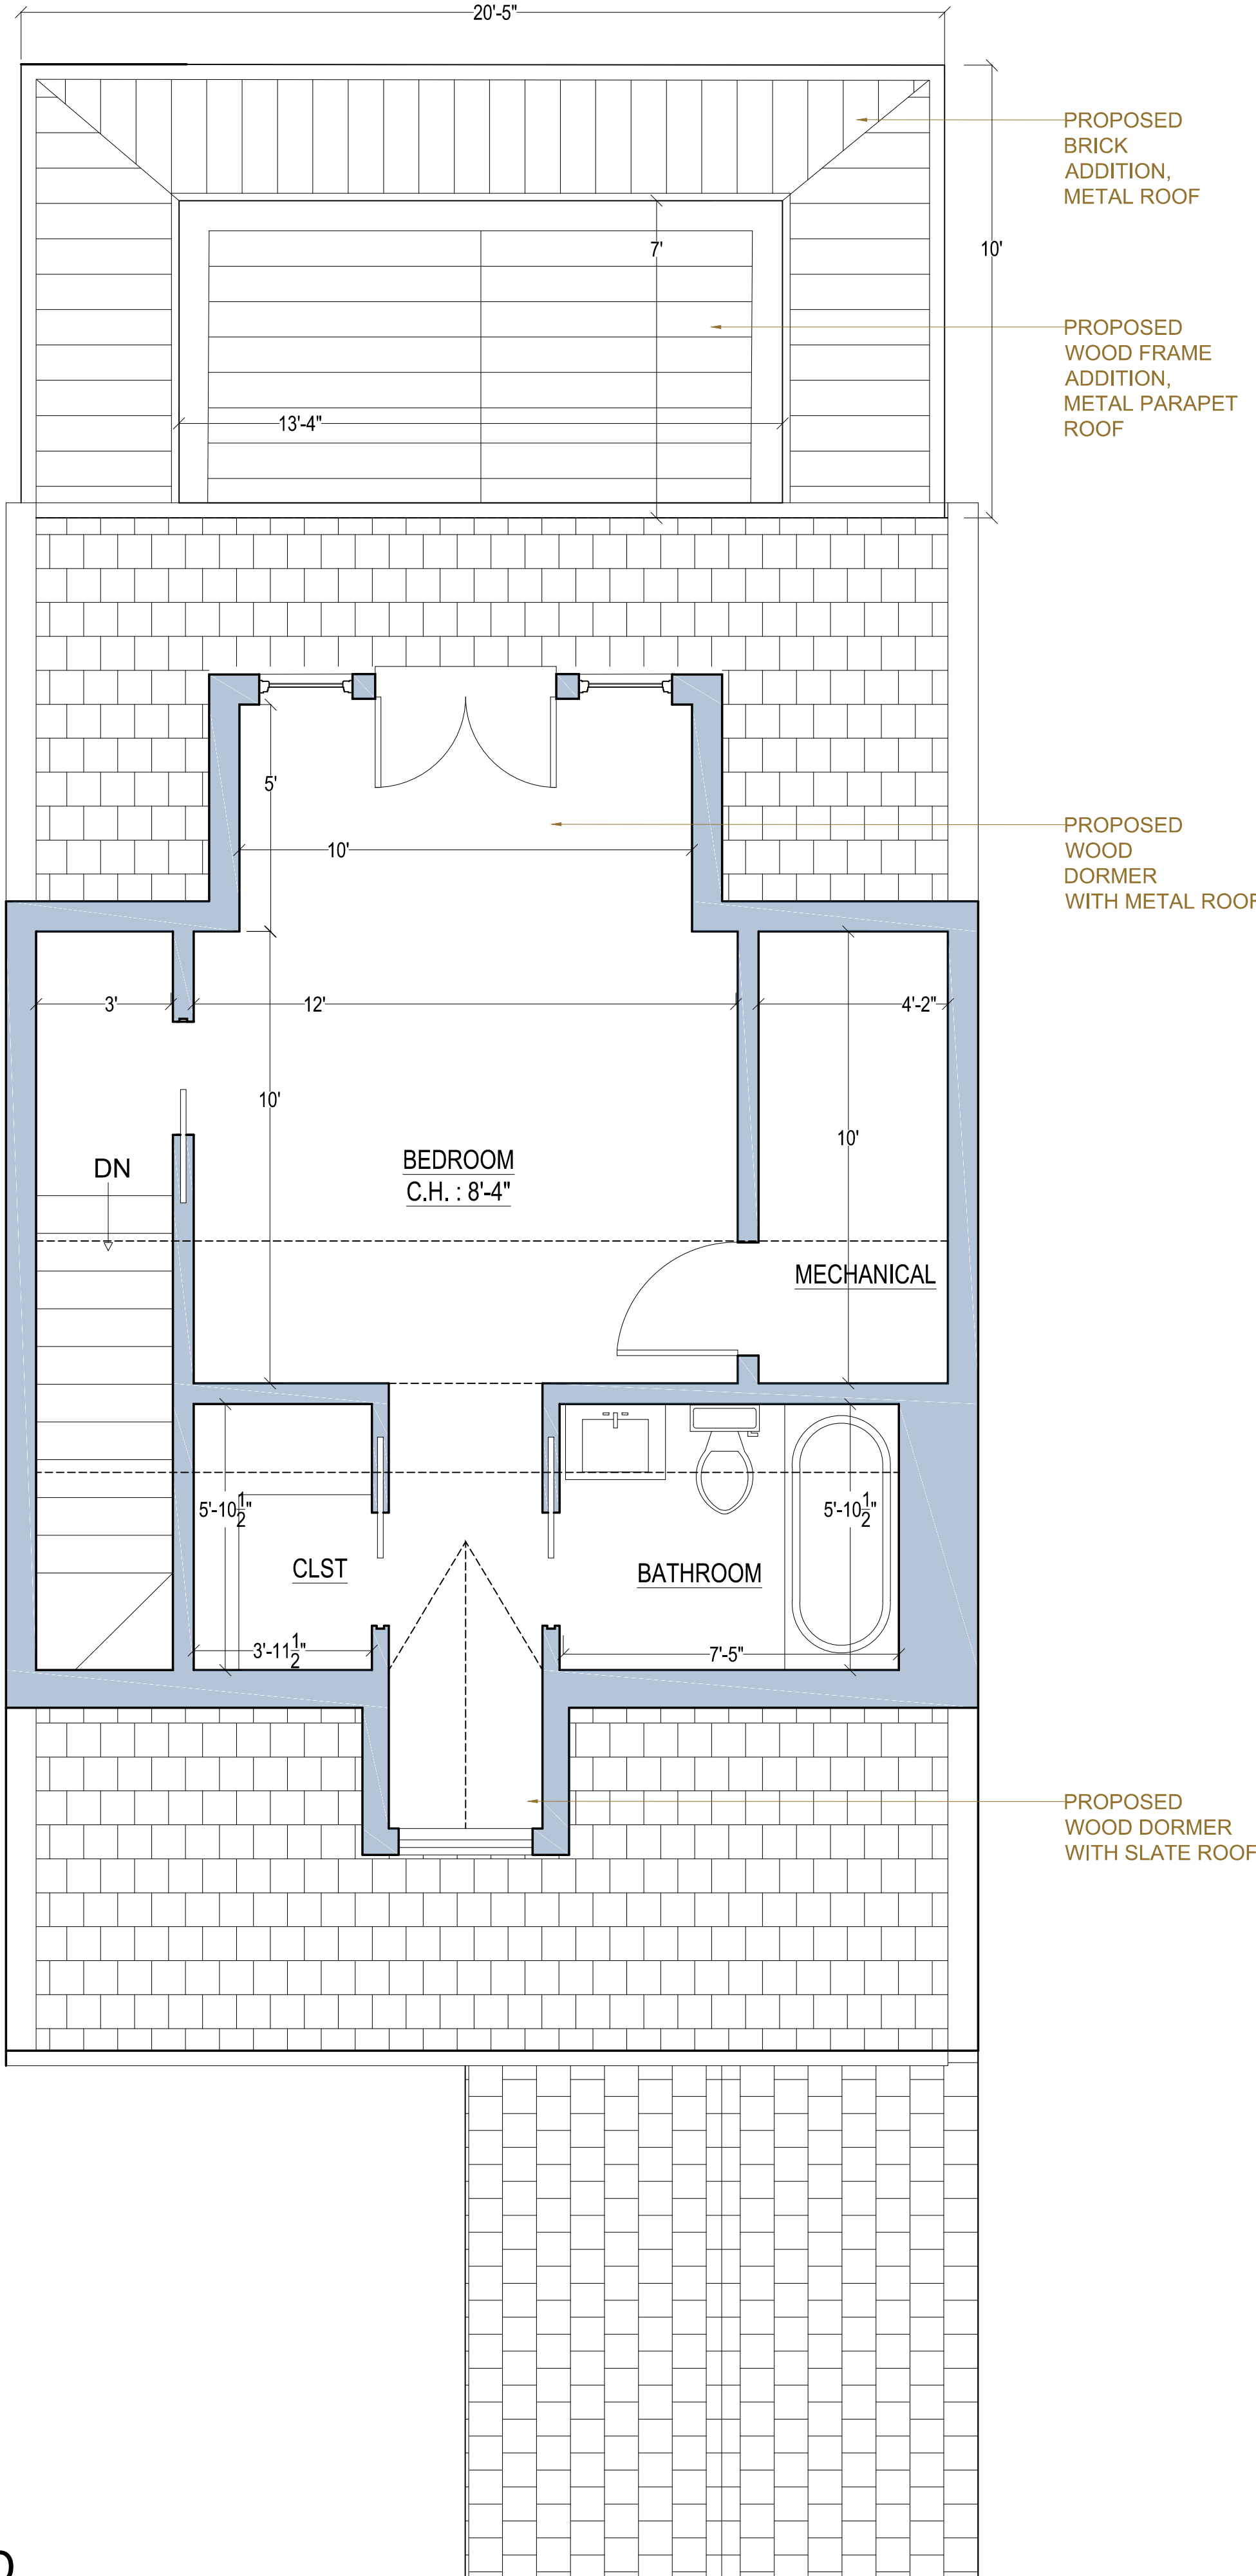 20'-5"
PROPOSED
BRICK
ADDITION,
METAL ROOF
7'
10'
PROPOSED
WOOD FRAME
ADDITION,
METAL PARAPET
ROOF
13'-4"
5'
PROPOSED
WOOD
DORMER
WITH METAL ROOF
10'
3'
12'
4'-2"
10'
10'
DN
BEDROOM
C.H. : 8'-4"
MECHANICAL
5'-10 1/2"
5'-10 1/2"
CLST
BATHROOM
3'-11 1/2"
7'-5"
PROPOSED
WOOD DORMER
WITH SLATE ROOF